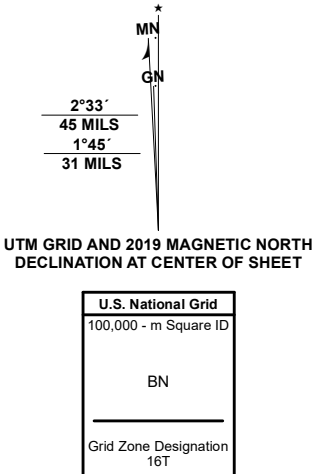 MN
GN
2°33´
45 MILS
1°45´
31 MILS
UTM GRID AND 2019 MAGNETIC NORTH
DECLINATION AT CENTER OF SHEET
U.S. National Grid
100,000 - m Square ID
BN
Grid Zone Designation
16T